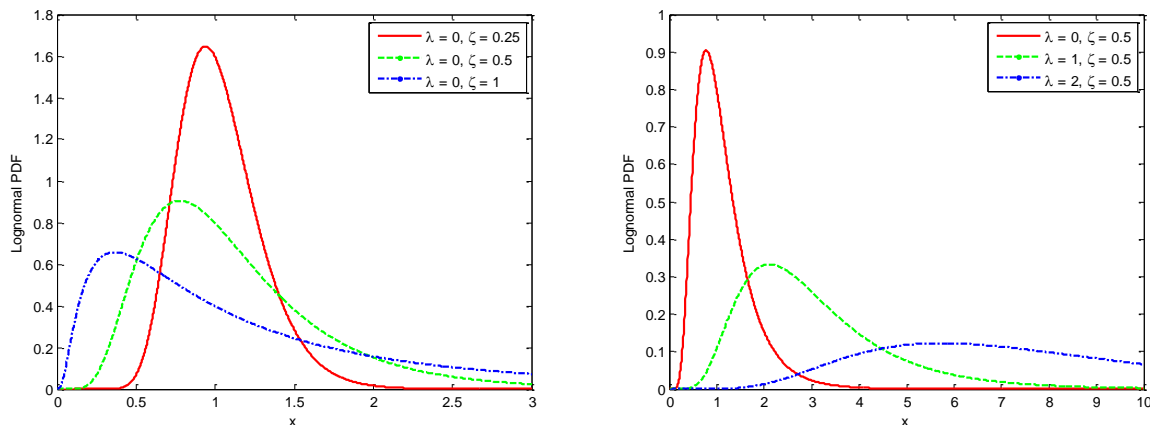 1.8
1.6
1.4
1.2
1
0.8
0.6
0.4
0.2
0
Lognormal PDF
0 0.5 1 1.5 2 2.5 3
x
λ = 0, ζ = 0.25
λ = 0, ζ = 0.5
λ = 0, ζ = 1
1
0.9
0.8
0.7
0.6
0.5
0.4
0.3
0.2
0.1
0
Lognormal PDF
0 1 2 3 4 5 6 7 8 9 10
x
λ = 0, ζ = 0.5
λ = 1, ζ = 0.5
λ = 2, ζ = 0.5